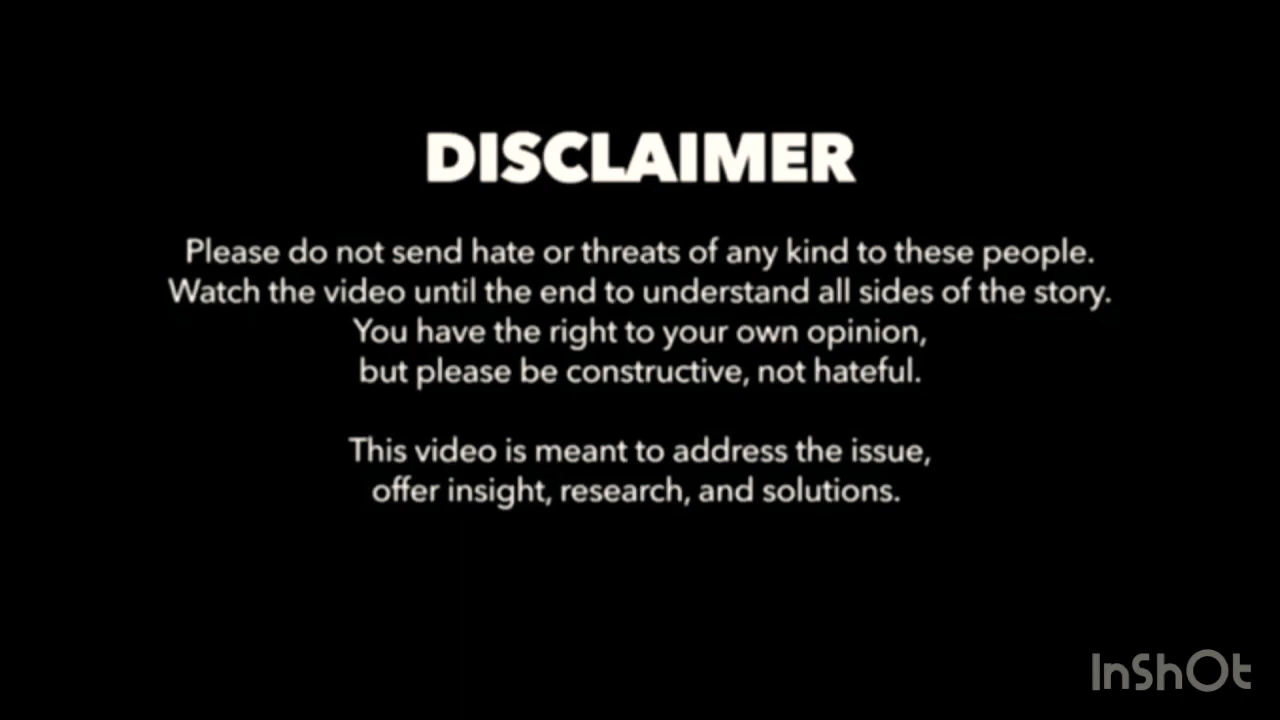 DISCLAIMER
Please do not send hate or threats of any kind to these people.
Watch the video until the end to understand all sides of the story.
You have the right to your own opinion,
but please be constructive, not hateful.
This video is meant to address the issue,
offer insight, research, and solutions.
InShOt